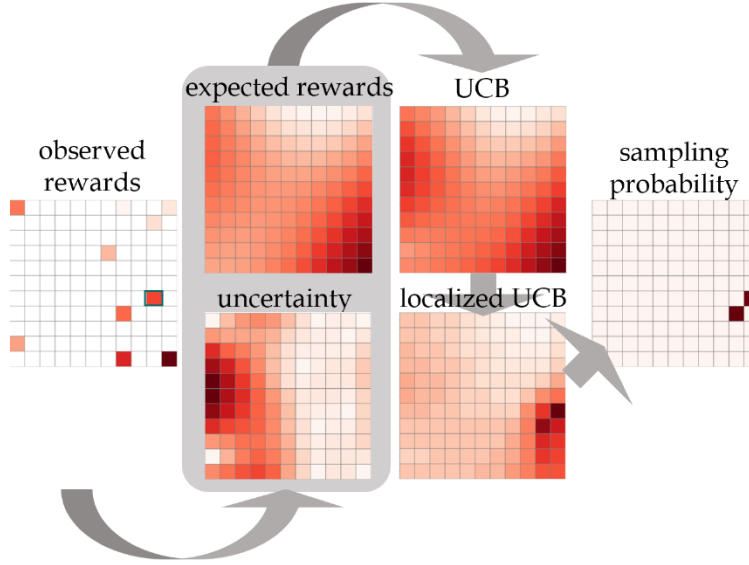 observed
rewards
expected rewards
uncertainty
UCB
localized UCB
sampling
probability